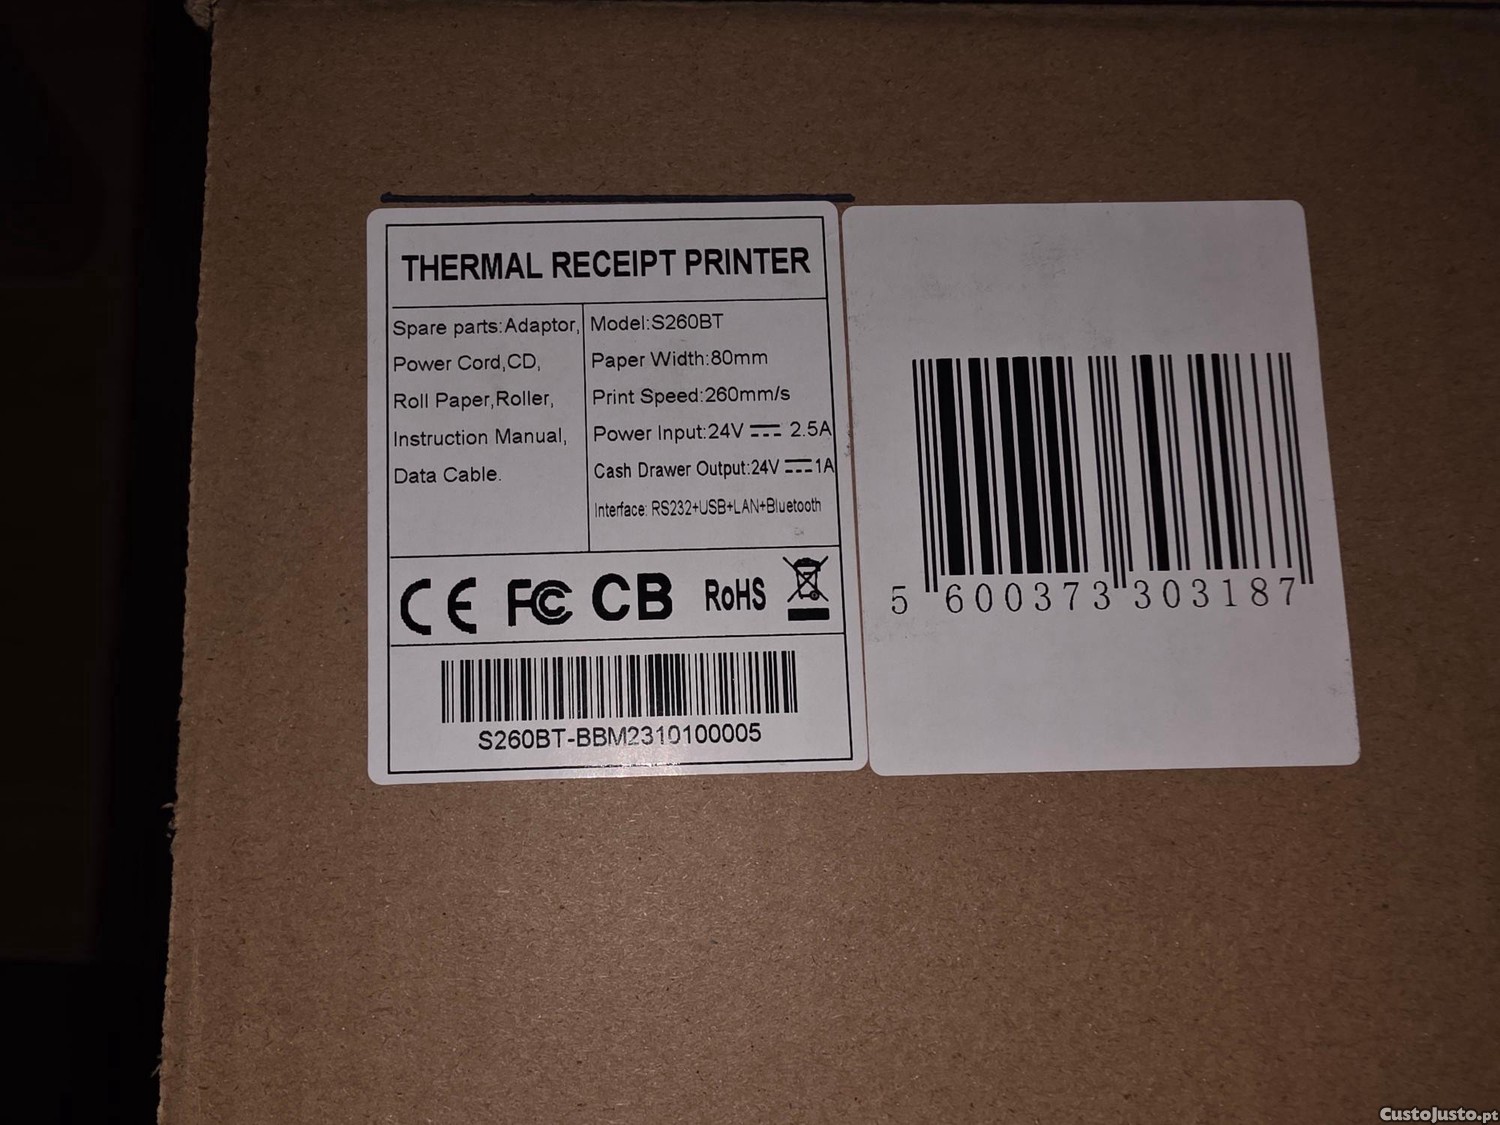 THERMAL RECEIPT PRINTER
Spare parts:Adaptor,
Power Cord,CD,
Roll Paper,Roller,
Instruction Manual,
Data Cable.
Model:S260BT
Paper Width:80mm
Print Speed:260mm/s
Power Input:24V ⎓ 2.5A
Cash Drawer Output:24V ⎓1A
Interface: RS232+USB+LAN+Bluetooth
CE FC CB RoHS
S260BT-BBM2310100005
5 600373 303187
CustoJusto.pt